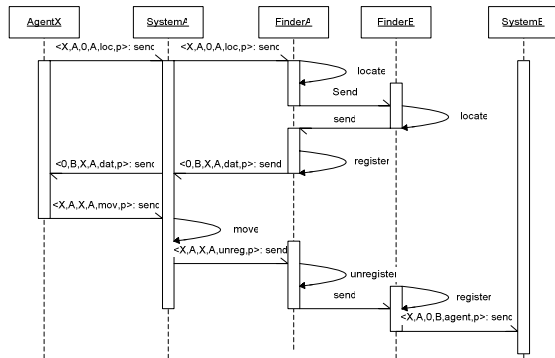 AgentX SystemA FinderA FinderB SystemB
<X,A,0,A,loc,p>: send <X,A,0,A,loc,p>: send
locate
Send
send
locate
<0,B,X,A,dat,p>: send <0,B,X,A,dat,p>: send
register
<X,A,X,A,mov,p>: send
move
<X,A,X,A,unreg,p>: send
unregister
send
register
<X,A,0,B,agent,p>: send